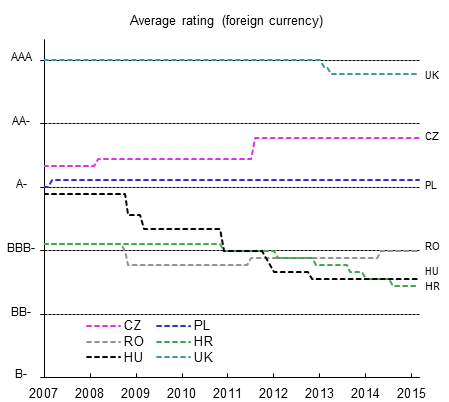 Average rating (foreign currency)
AAA
UK
AA-
CZ
A-
PL
BBB-
RO
HU
HR
BB-
CZ PL
RO HR
HU UK
B-
2007 2008 2009 2010 2011 2012 2013 2014 2015